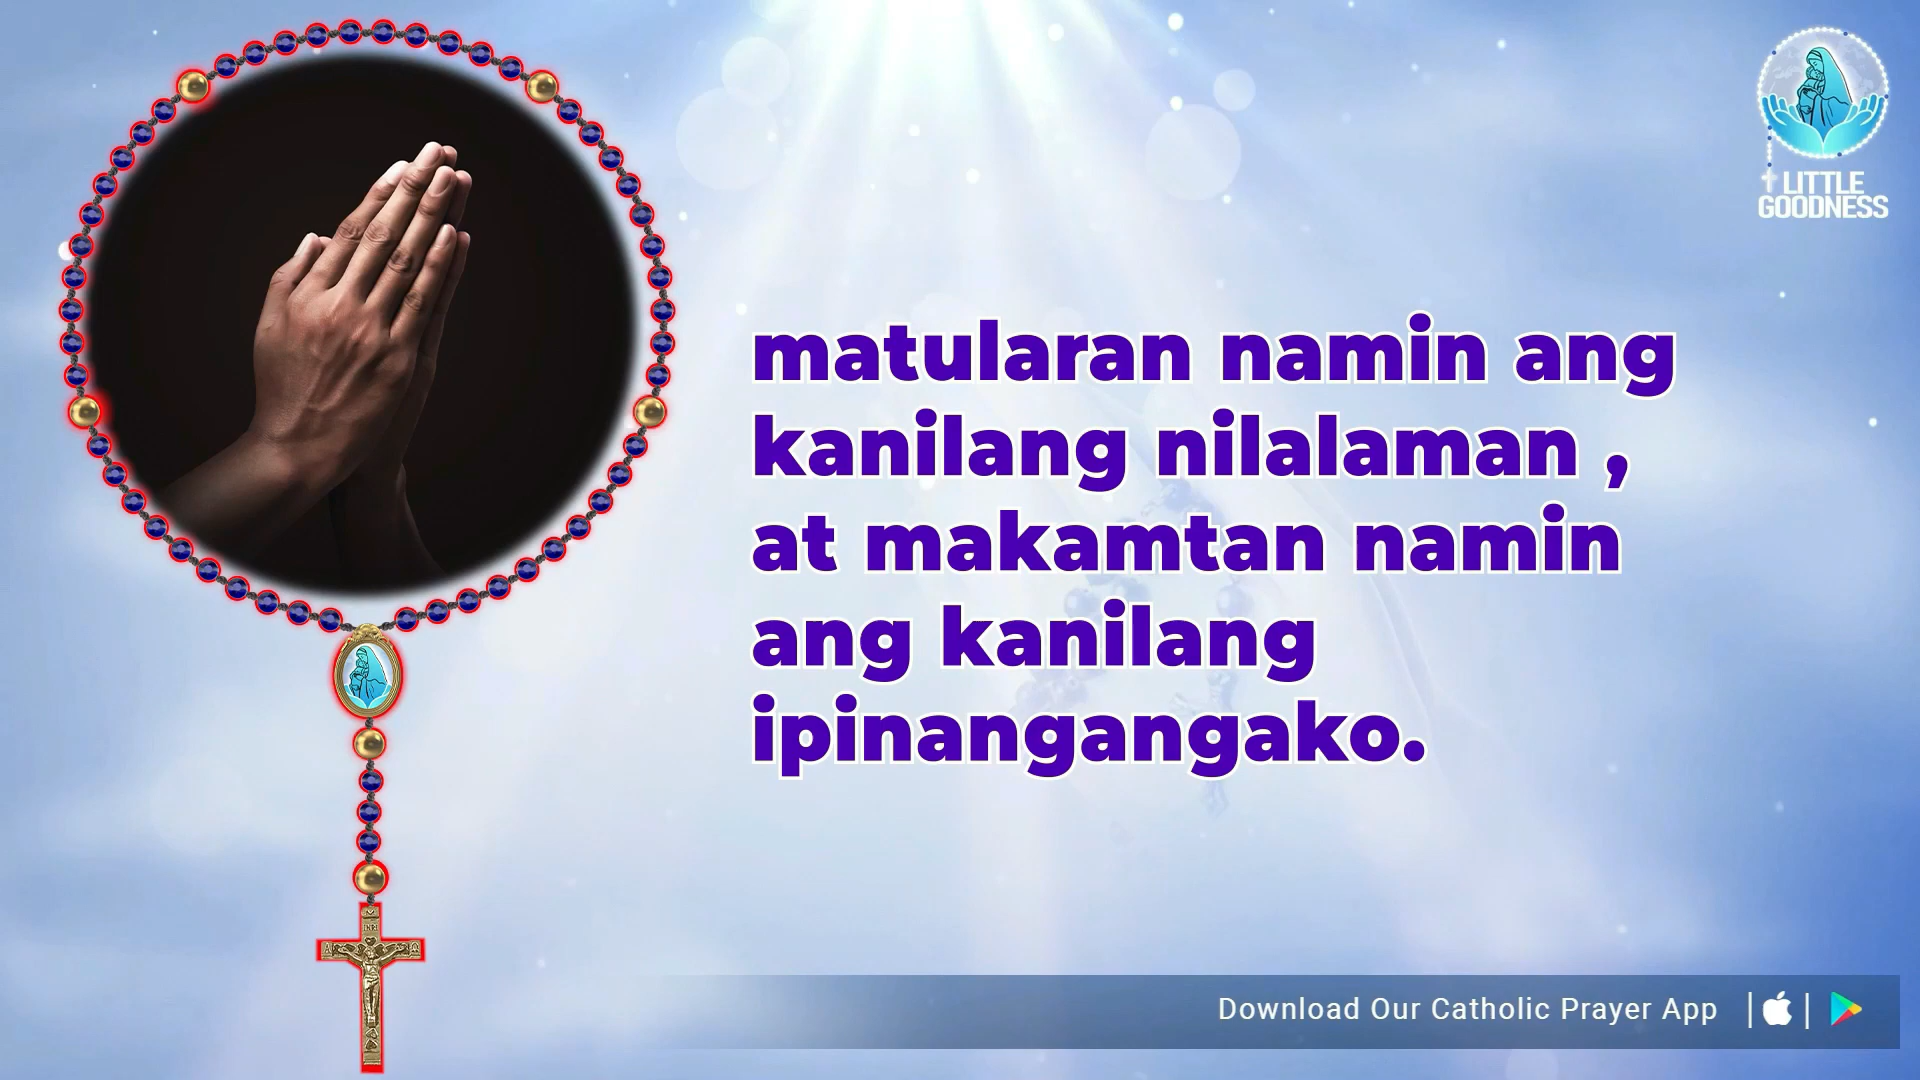 LITTLE
GOODNESS
matularan namin ang
kanilang nilalaman ,
at makamtan namin
ang kanilang
ipinangangako.
INRI
Download Our Catholic Prayer App